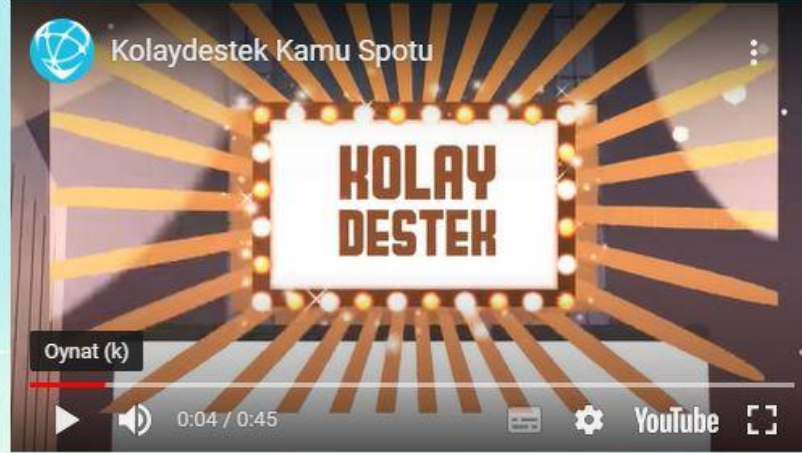 Kolaydestek Kamu Spotu
KOLAY
DESTEK
Oynat (k)
0:04 / 0:45
YouTube